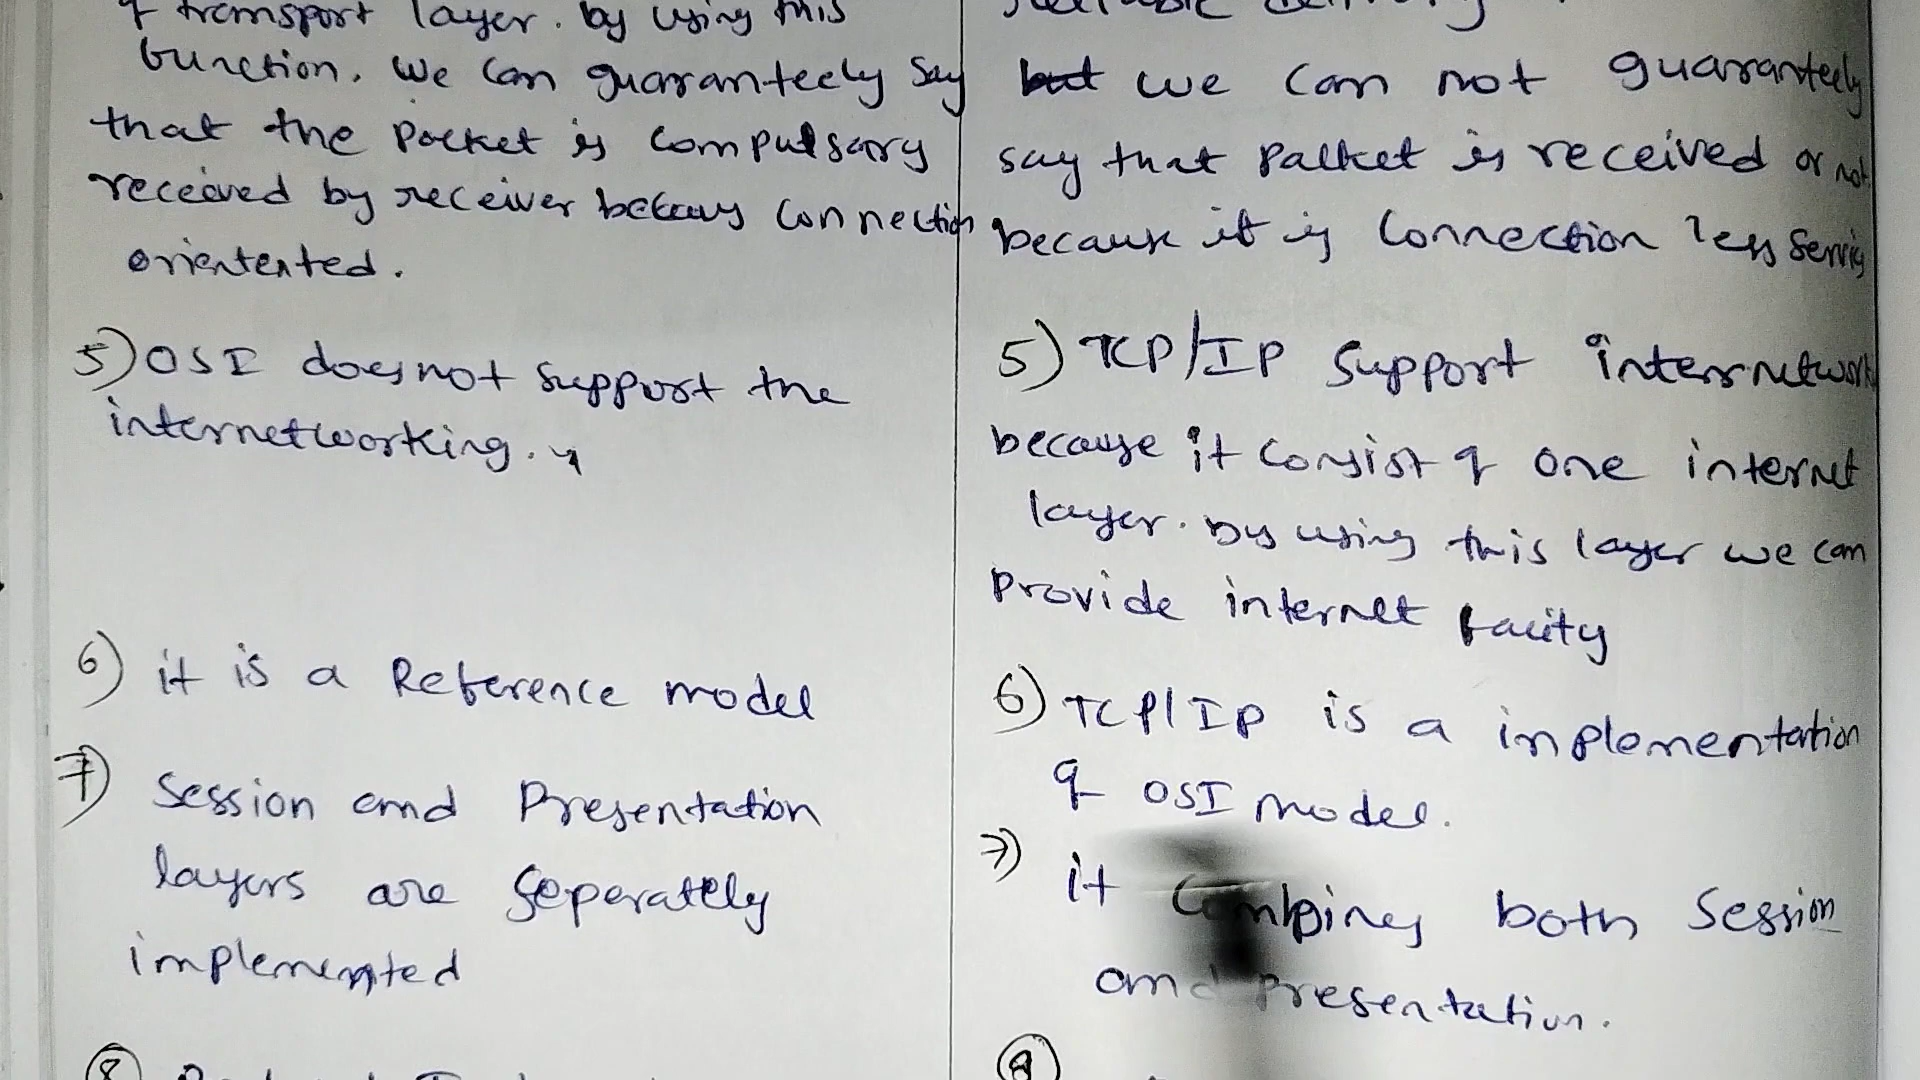 of transport layer. by using this
function. We can guaranteely say
that the Packet is compulsary
received by receiver becaus connection
orientented.
5) OSI does not support the
internetworking.
6) it is a Reference model
7) Session and Presentation
layers are seperately
implemented
8)
but we can not guaranteely
say that Packet is received or not
because it is Connection less
5) TCP/IP Support internetwork
because it consist of one internet
layer. by using this layer we can
Provide internet facity
6) TCP/IP is a implementation
of OSI model.
7) it Combines both Session
and Presentation.
8)